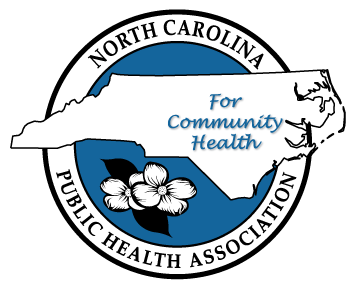 NORTH CAROLINA
For
Community
Health
PUBLIC HEALTH ASSOCIATION